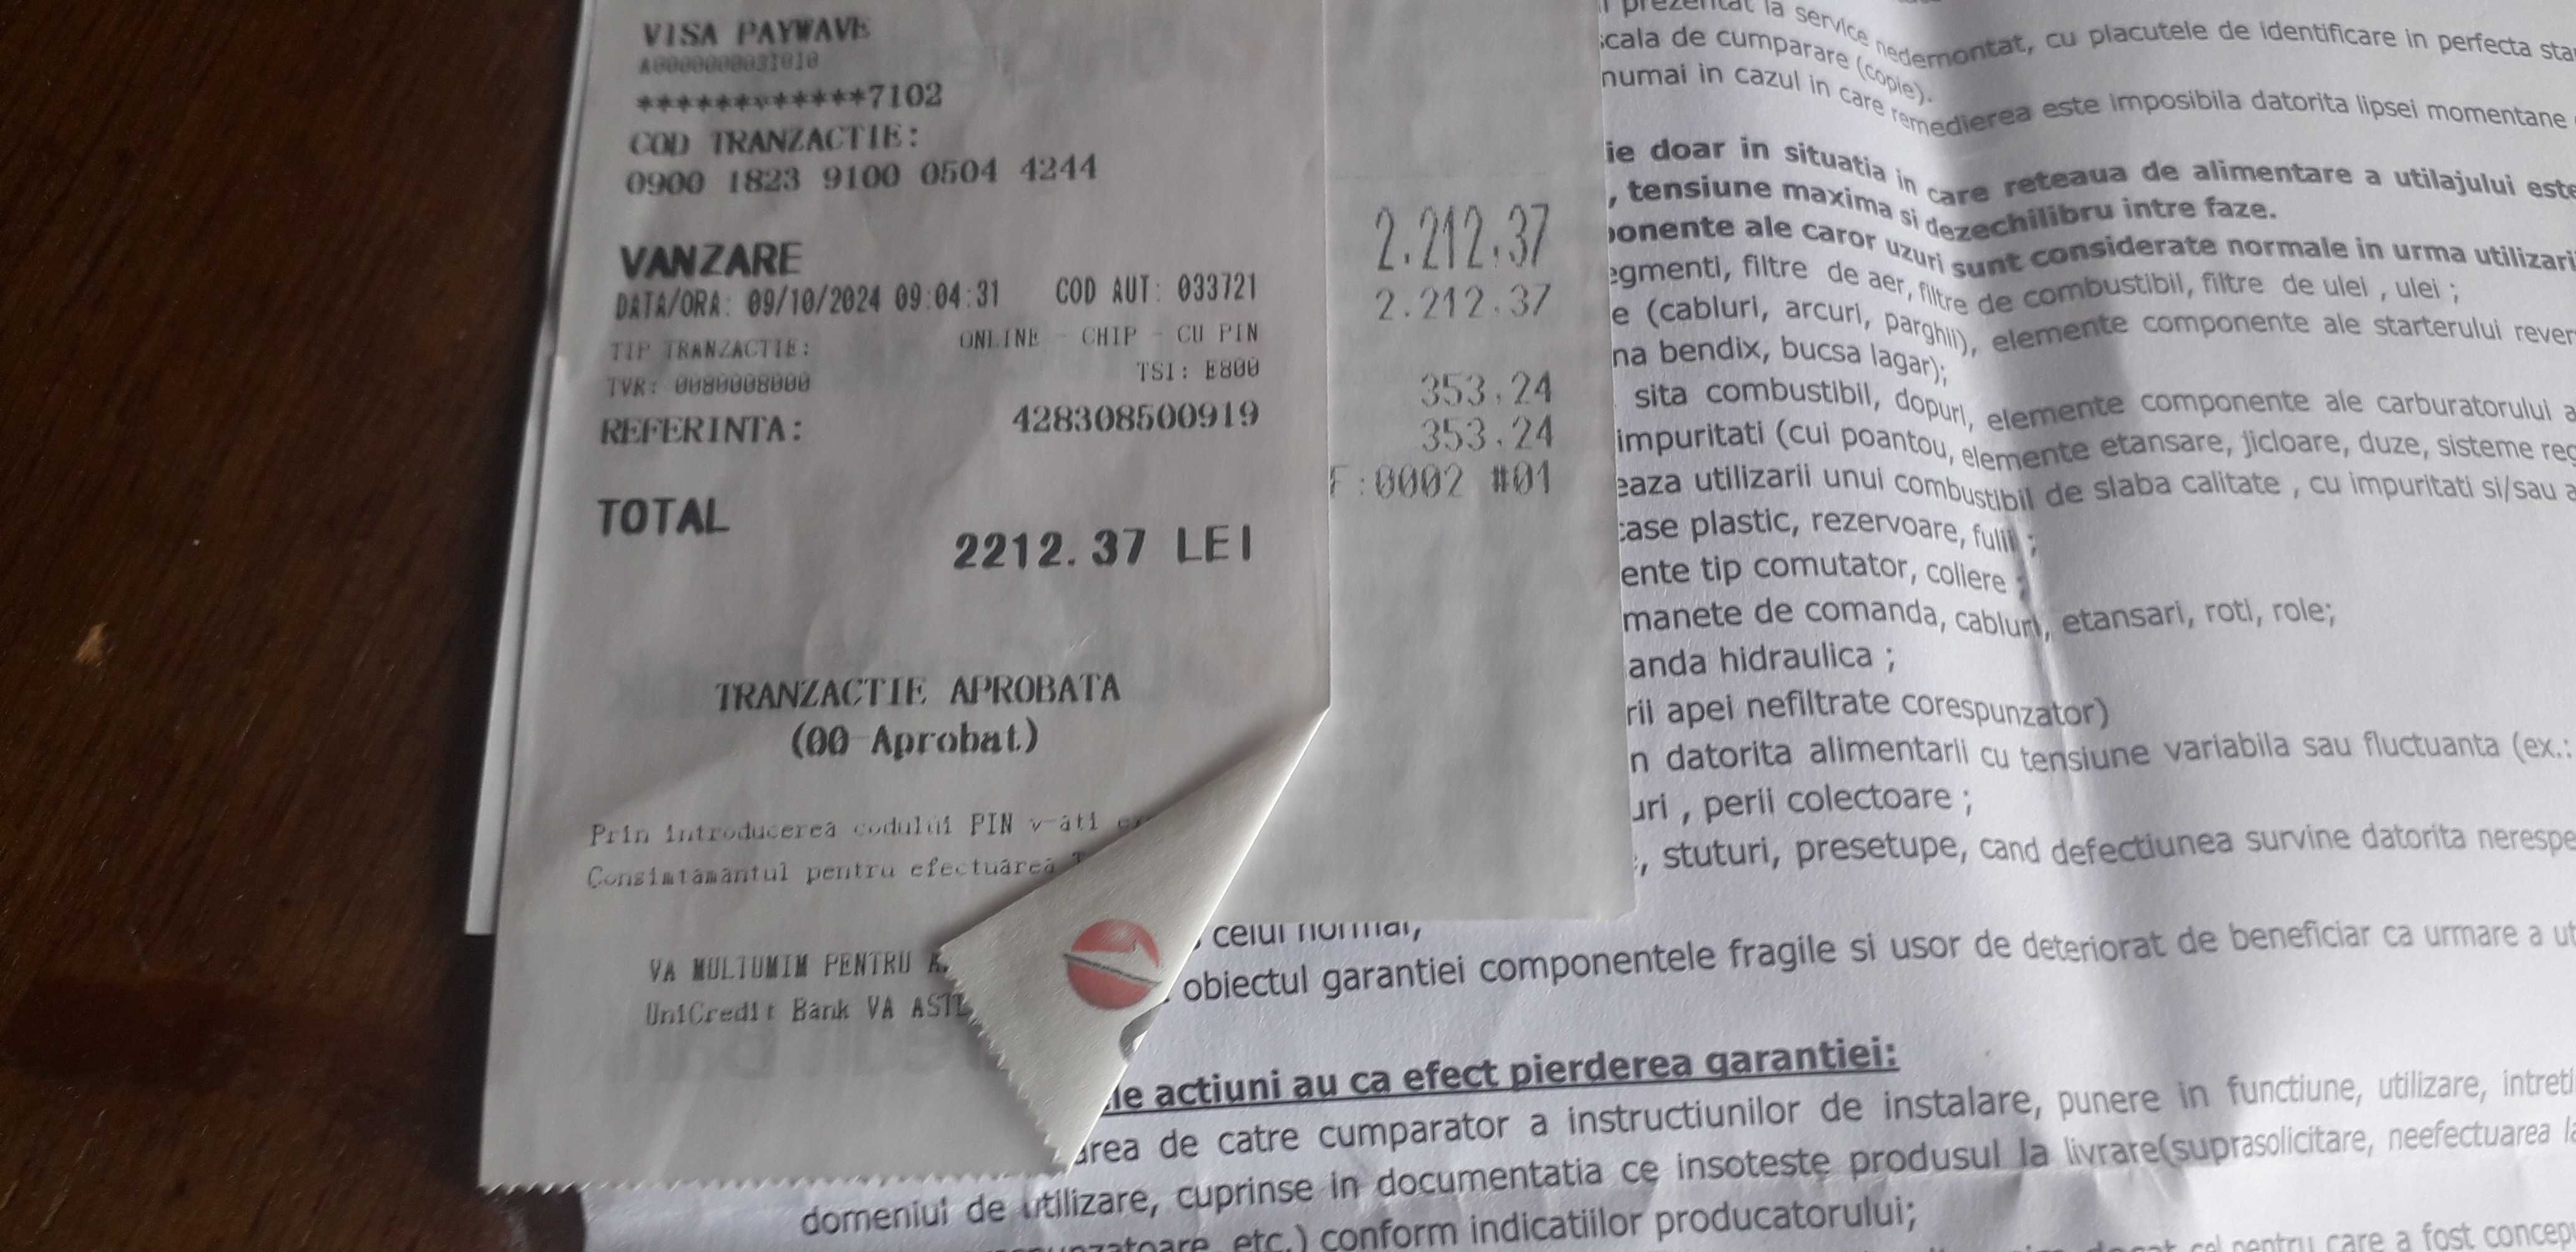 VISA PAYWAVE
A0000000031010
************7102
COD TRANZACTIE:
0900 1823 9100 0504 4244
VANZARE
DATA/ORA: 09/10/2024 09:04:31 COD AUT: 033721
TIP TRANZACTIE: ONLINE - CHIP - CU PIN
TVR: 0080008000 TSI: E800
REFERINTA: 428308500919
TOTAL
2212.37 LEI
TRANZACTIE APROBATA
(00-Aprobat)
Prin introducerea codului PIN v-ati
Consimtamantul pentru efectuarea
VA MULTUMIM PENTRU
UniCredit Bank VA
2.212,37
2.212,37
353,24
353,24
F:0002 #01
prezentat la service nedemontat, cu placutele de identificare in perfecta
scala de cumparare (copie).
numai in cazul in care remedierea este imposibila datorita lipsei momentane
ie doar in situatia in care reteaua de alimentare a utilajului este
, tensiune maxima si dezechilibru intre faze.
ponente ale caror uzuri sunt considerate normale in urma utilizarii
egmenti, filtre de aer, filtre de combustibil, filtre de ulei , ulei ;
e (cabluri, arcuri, parghii), elemente componente ale starterului
na bendix, bucsa lagar);
sita combustibil, dopuri, elemente componente ale carburatorului a
impuritati (cui poantou, elemente etansare, jicloare, duze, sisteme
eaza utilizarii unui combustibil de slaba calitate , cu impuritati si/sau a
case plastic, rezervoare, fulii ;
ente tip comutator, coliere ;
manete de comanda, cabluri, etansari, roti, role;
anda hidraulica ;
rii apei nefiltrate corespunzator)
n datorita alimentarii cu tensiune variabila sau fluctuanta (ex.:
uri , perii colectoare ;
, stuturi, presetupe, cand defectiunea survine datorita
celui normal,
obiectul garantiei componentele fragile si usor de deteriorat de beneficiar ca urmare a
le actiuni au ca efect pierderea garantiei:
area de catre cumparator a instructiunilor de instalare, punere in functiune, utilizare,
domeniul de utilizare, cuprinse in documentatia ce insoteste produsul la livrare(suprasolicitare, neefectuarea
etc.) conform indicatiilor producatorului;
cel pentru care a fost